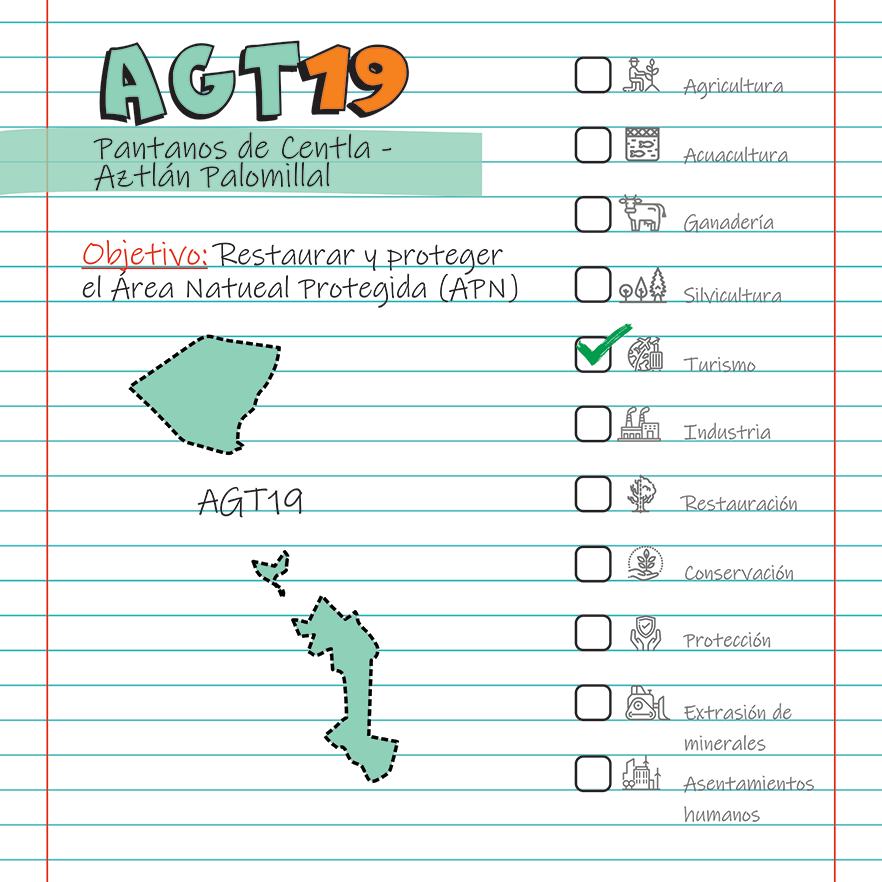 AGT19
Pantanos de Centla -
Aztlán Palomillal
Objetivo: Restaurar y proteger
el Área Natueal Protegida (APN)
AGT19
Agricultura
Acuacultura
Ganadería
Silvicultura
Turismo
Industria
Restauración
Conservación
Protección
Extrasión de
minerales
Asentamientos
humanos